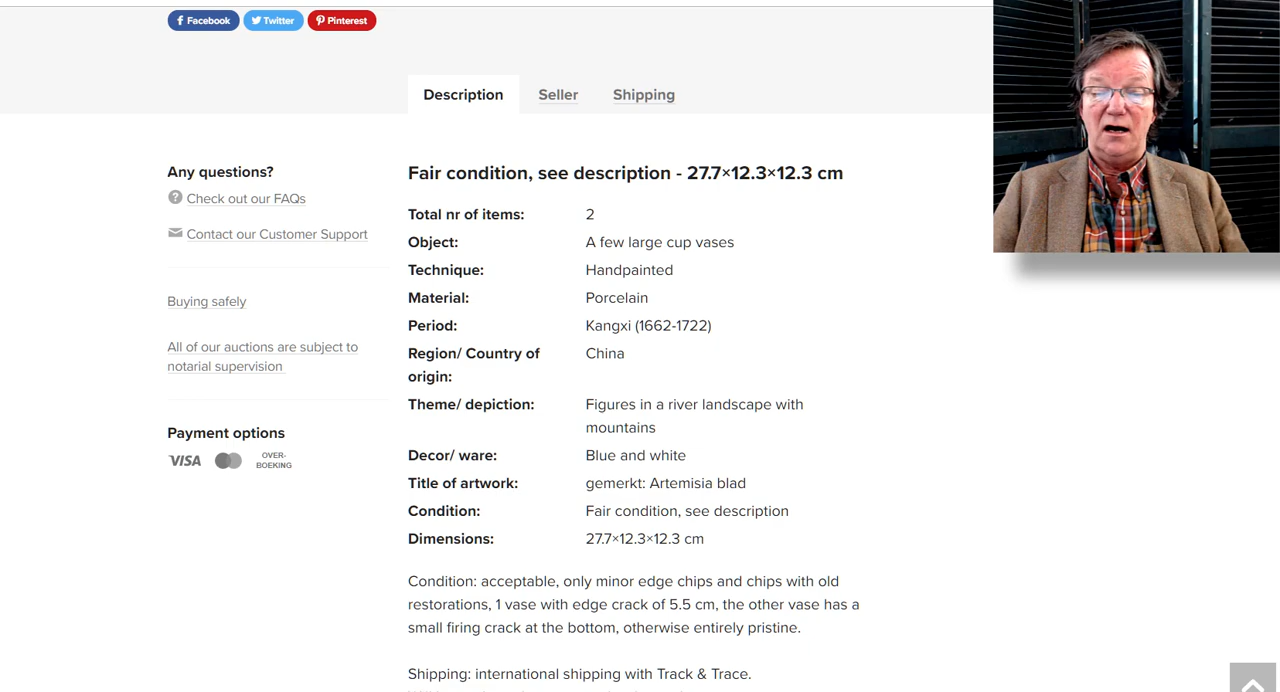 Facebook Twitter Pinterest
Description Seller Shipping
Any questions?
Check out our FAQs
Contact our Customer Support
Buying safely
All of our auctions are subject to
notarial supervision
Payment options
VISA OVER-
BOEKING
Fair condition, see description - 27.7×12.3×12.3 cm
Total nr of items: 2
Object: A few large cup vases
Technique: Handpainted
Material: Porcelain
Period: Kangxi (1662-1722)
Region/ Country of China
origin:
Theme/ depiction: Figures in a river landscape with
mountains
Decor/ ware: Blue and white
Title of artwork: gemerkt: Artemisia blad
Condition: Fair condition, see description
Dimensions: 27.7×12.3×12.3 cm
Condition: acceptable, only minor edge chips and chips with old
restorations, 1 vase with edge crack of 5.5 cm, the other vase has a
small firing crack at the bottom, otherwise entirely pristine.
Shipping: international shipping with Track & Trace.